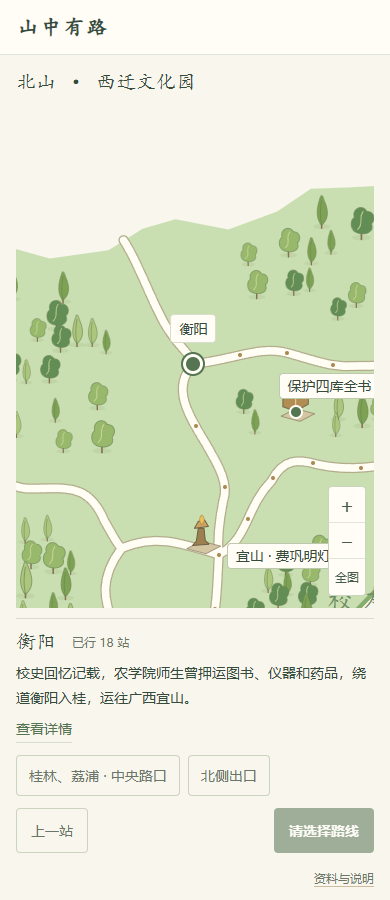 山中有路
北山 • 西迁文化园
衡阳
保护四库全书
宜山 · 费巩明灯
+
−
全图
校
衡阳 已行 18 站
校史回忆记载，农学院师生曾押运图书、仪器和药品，绕
道衡阳入桂，运往广西宜山。
查看详情
桂林、荔浦 · 中央路口
北侧出口
上一站
请选择路线
资料与说明